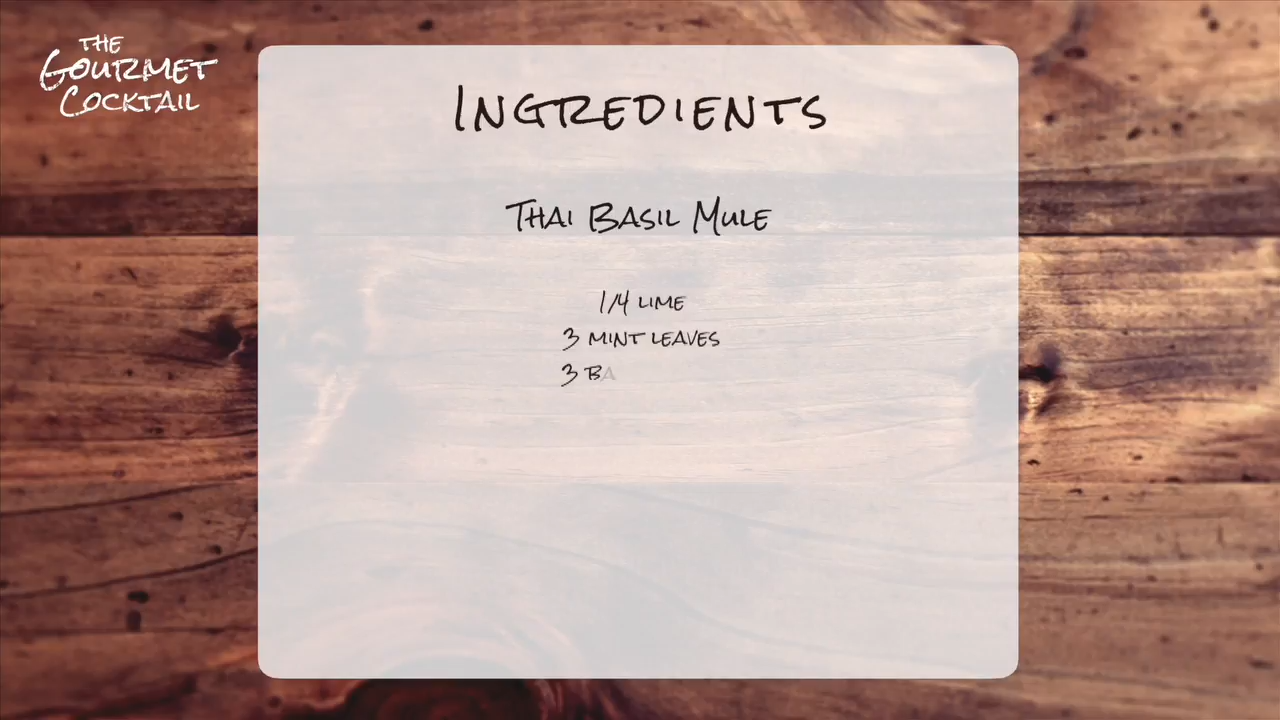 THE
GOURMET
COCKTAIL
INGREDIENTS
THAI BASIL MULE
1/4 LIME
3 MINT LEAVES
3 BA